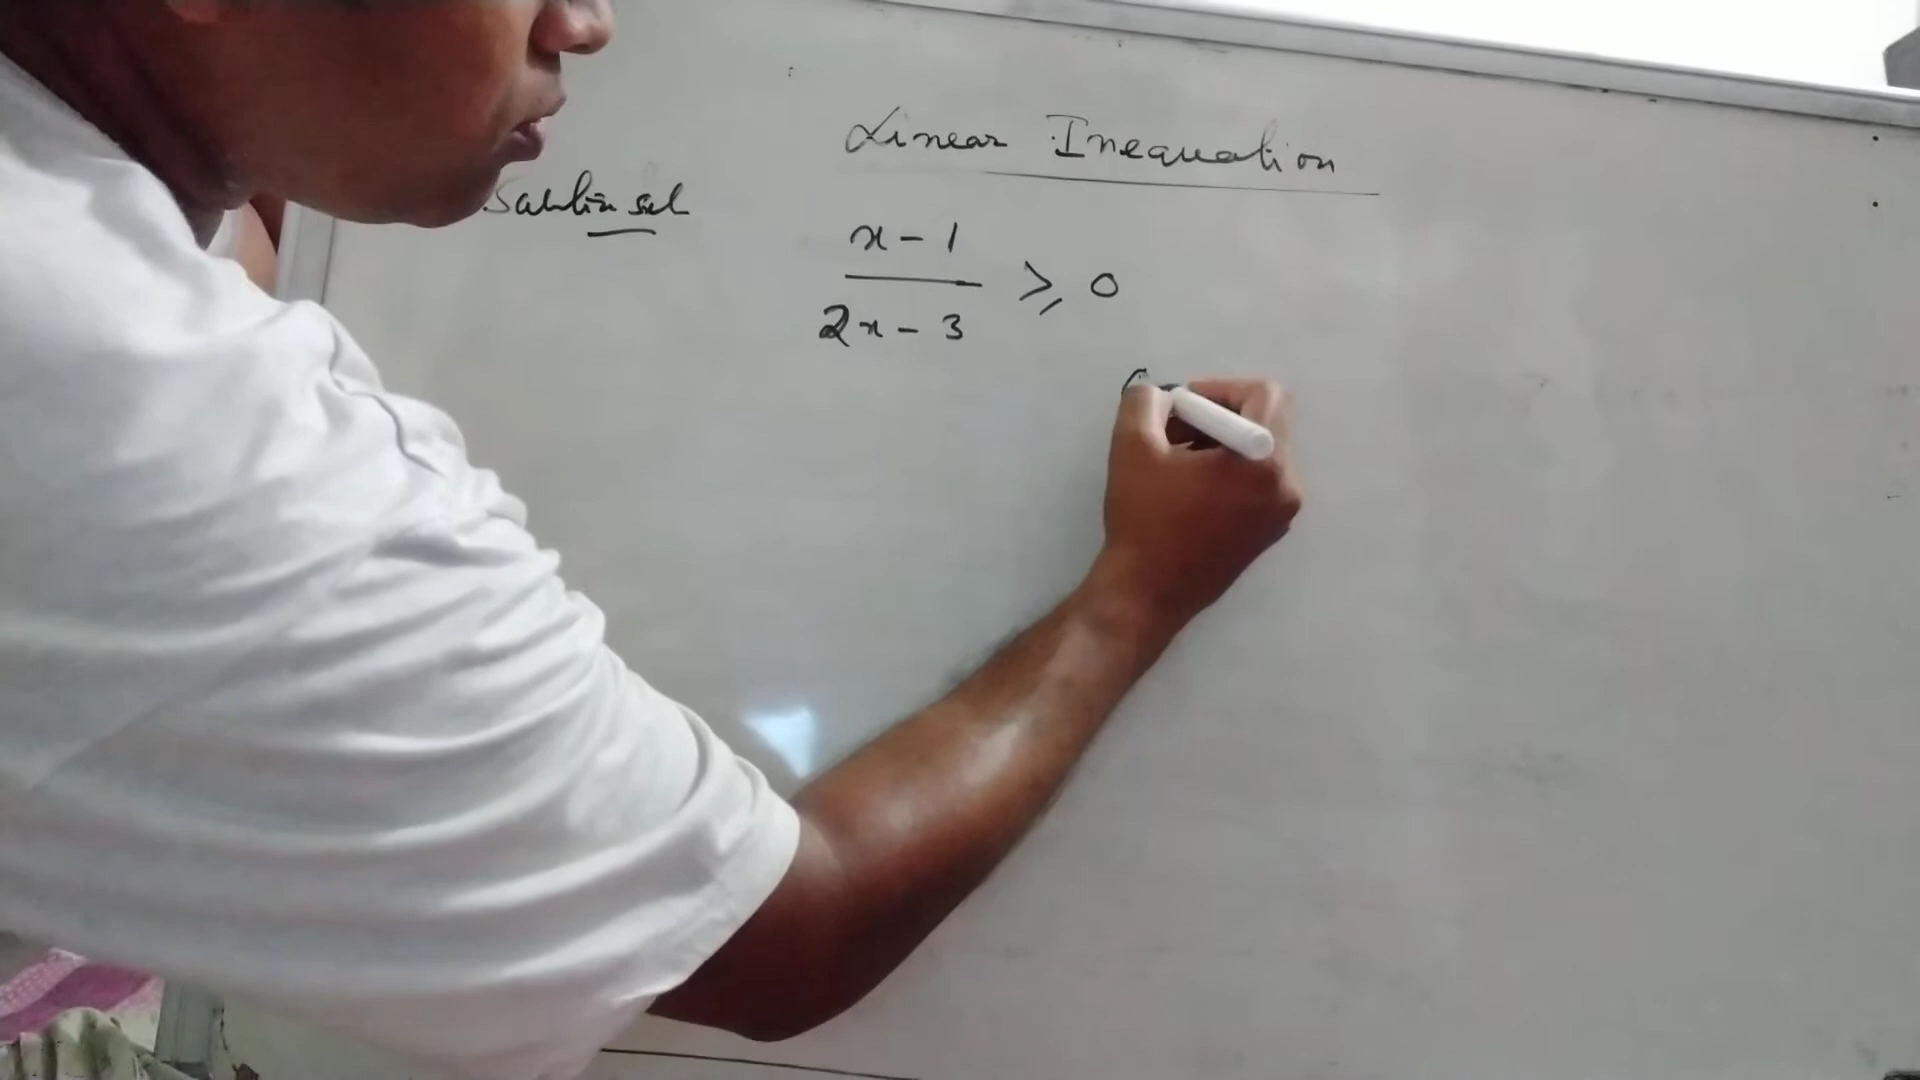 Linear Inequation
Solution set
x - 1
2x - 3
≥ 0